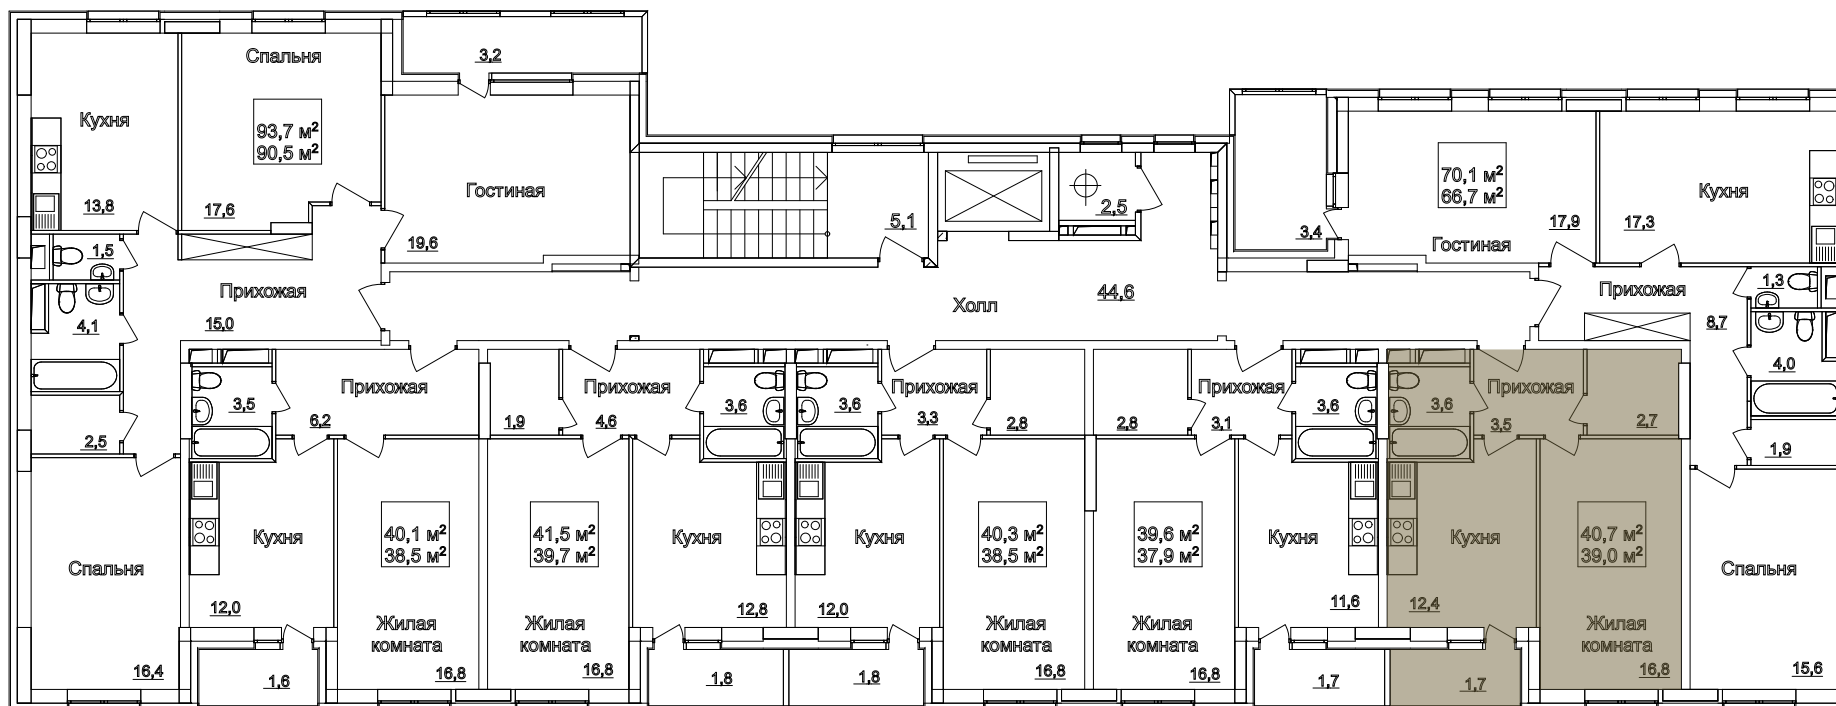 3,2
Спальня
Кухня
93,7 м²
90,5 м²
13,8
17,6
Гостиная
19,6
5,1
2,5
3,4
70,1 м²
66,7 м²
17,9
Гостиная
Кухня
17,3
1,5
4,1
Прихожая
15,0
Холл
44,6
Прихожая
8,7
1,3
4,0
1,9
2,5
3,5
Прихожая
6,2
1,9
Прихожая
4,6
3,6
3,6
Прихожая
3,3
2,8
2,8
Прихожая
3,1
3,6
3,6
Прихожая
3,5
2,7
Спальня
16,4
Кухня
12,0
1,6
40,1 м²
38,5 м²
Жилая
комната
16,8
41,5 м²
39,7 м²
Жилая
комната
16,8
Кухня
12,8
1,8
Кухня
12,0
1,8
40,3 м²
38,5 м²
Жилая
комната
16,8
39,6 м²
37,9 м²
Жилая
комната
16,8
Кухня
11,6
1,7
Кухня
12,4
1,7
40,7 м²
39,0 м²
Жилая
комната
16,8
Спальня
15,6